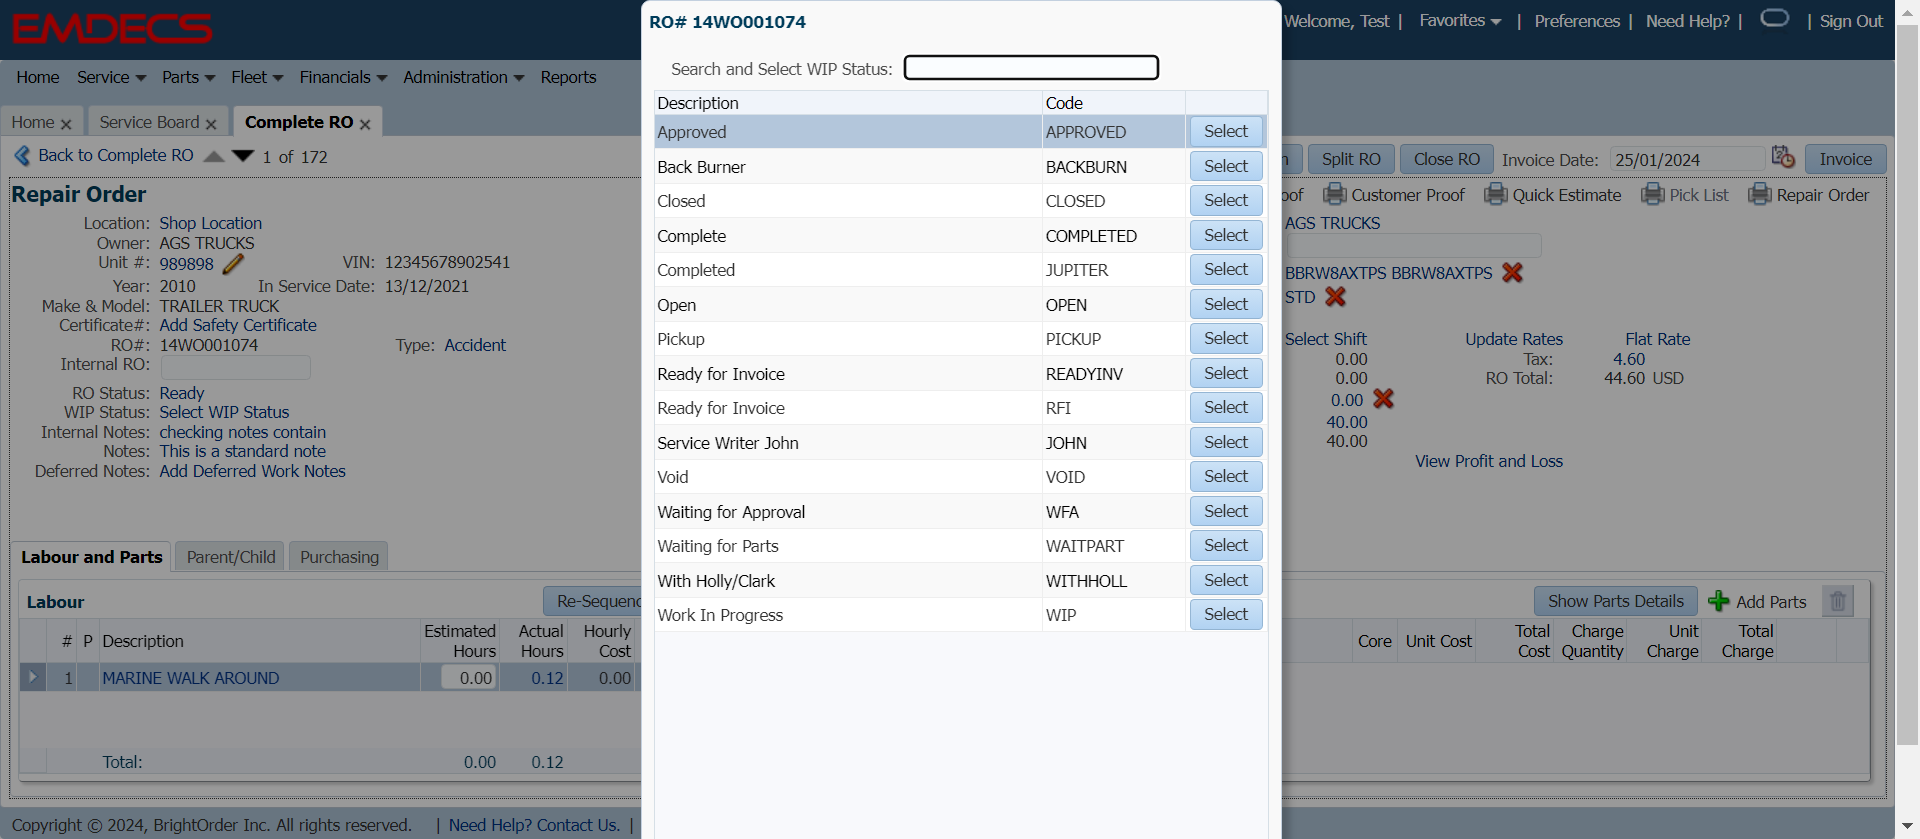 EMDECS
Welcome, Test | Favorites | Preferences | Need Help? | | Sign Out
Home Service Parts Fleet Financials Administration Reports
Home Service Board Complete RO
Back to Complete RO 1 of 172
Split RO Close RO Invoice Date: 25/01/2024 Invoice
Customer Proof Quick Estimate Pick List Repair Order
Repair Order
Location: Shop Location
Owner: AGS TRUCKS
Unit #: 989898 VIN: 12345678902541
Year: 2010 In Service Date: 13/12/2021
Make & Model: TRAILER TRUCK
Certificate#: Add Safety Certificate
RO#: 14WO001074 Type: Accident
Internal RO:
RO Status: Ready
WIP Status: Select WIP Status
Internal Notes: checking notes contain
Notes: This is a standard note
Deferred Notes: Add Deferred Work Notes
RO# 14WO001074
Search and Select WIP Status:
Description Code
Approved APPROVED Select
Back Burner BACKBURN Select
Closed CLOSED Select
Complete COMPLETED Select
Completed JUPITER Select
Open OPEN Select
Pickup PICKUP Select
Ready for Invoice READYINV Select
Ready for Invoice RFI Select
Service Writer John JOHN Select
Void VOID Select
Waiting for Approval WFA Select
Waiting for Parts WAITPART Select
With Holly/Clark WITHHOLL Select
Work In Progress WIP Select
AGS TRUCKS
BBRW8AXTPS BBRW8AXTPS
STD
Select Shift Update Rates Flat Rate
0.00 Tax: 4.60
0.00 RO Total: 44.60 USD
0.00
40.00
40.00
View Profit and Loss
Labour and Parts Parent/Child Purchasing
Labour
# P Description Estimated Hours Actual Hours Hourly Cost
1 MARINE WALK AROUND 0.00 0.12 0.00
Total: 0.00 0.12
Show Parts Details Add Parts
Core Unit Cost Total Cost Charge Quantity Unit Charge Total Charge
Copyright © 2024, BrightOrder Inc. All rights reserved. | Need Help? Contact Us. |